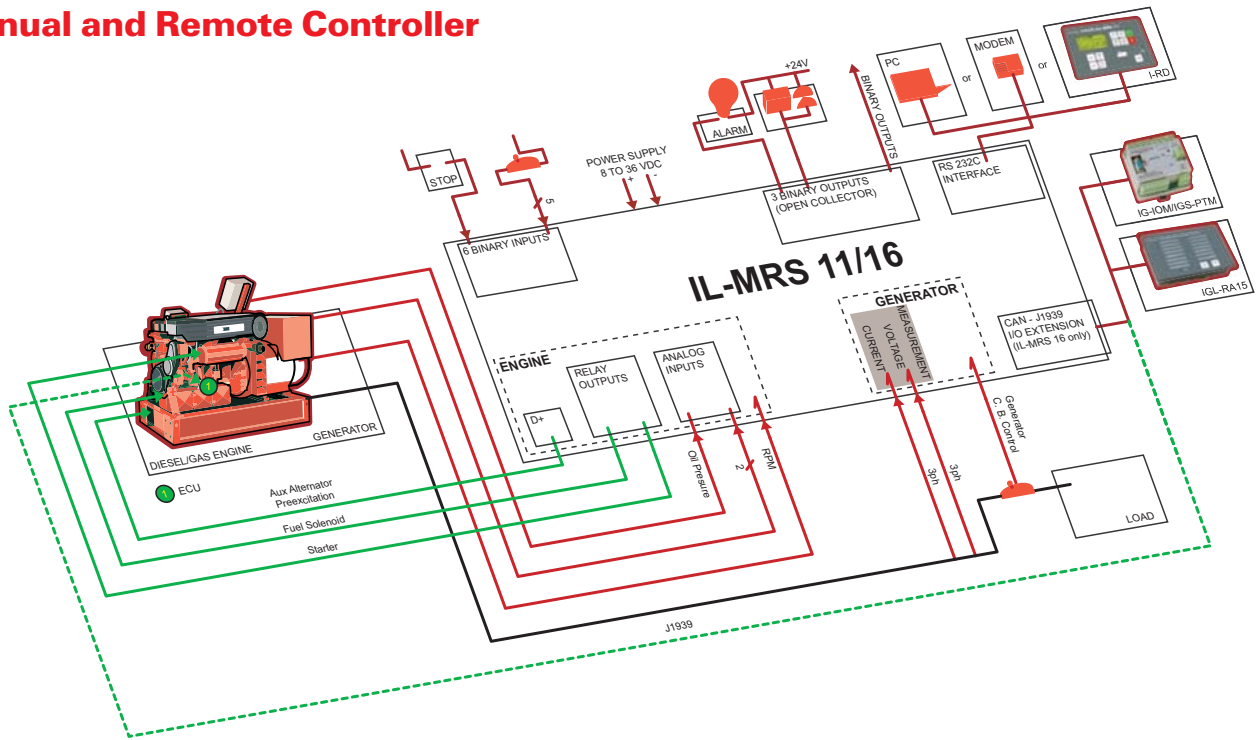 nual and Remote Controller
PC
or
MODEM
or
I-RD
+24V
ALARM
BINARY OUTPUTS
STOP
5
POWER SUPPLY
8 TO 36 VDC
+ -
6 BINARY INPUTS
3 BINARY OUTPUTS
(OPEN COLLECTOR)
RS 232C
INTERFACE
IG-IOM/IGS-PTM
IGL-RA15
IL-MRS 11/16
ENGINE
D+
RELAY
OUTPUTS
ANALOG
INPUTS
GENERATOR
MEASUREMENT
VOLTAGE
CURRENT
CAN - J1939
I/O EXTENSION
(IL-MRS 16 only)
1
GENERATOR
DIESEL/GAS ENGINE
1 ECU
Aux Alternator
Preexcitation
Fuel Solenoid
Starter
Oil Presure
2
RPM
3ph
3ph
Generator
C. B. Control
LOAD
J1939